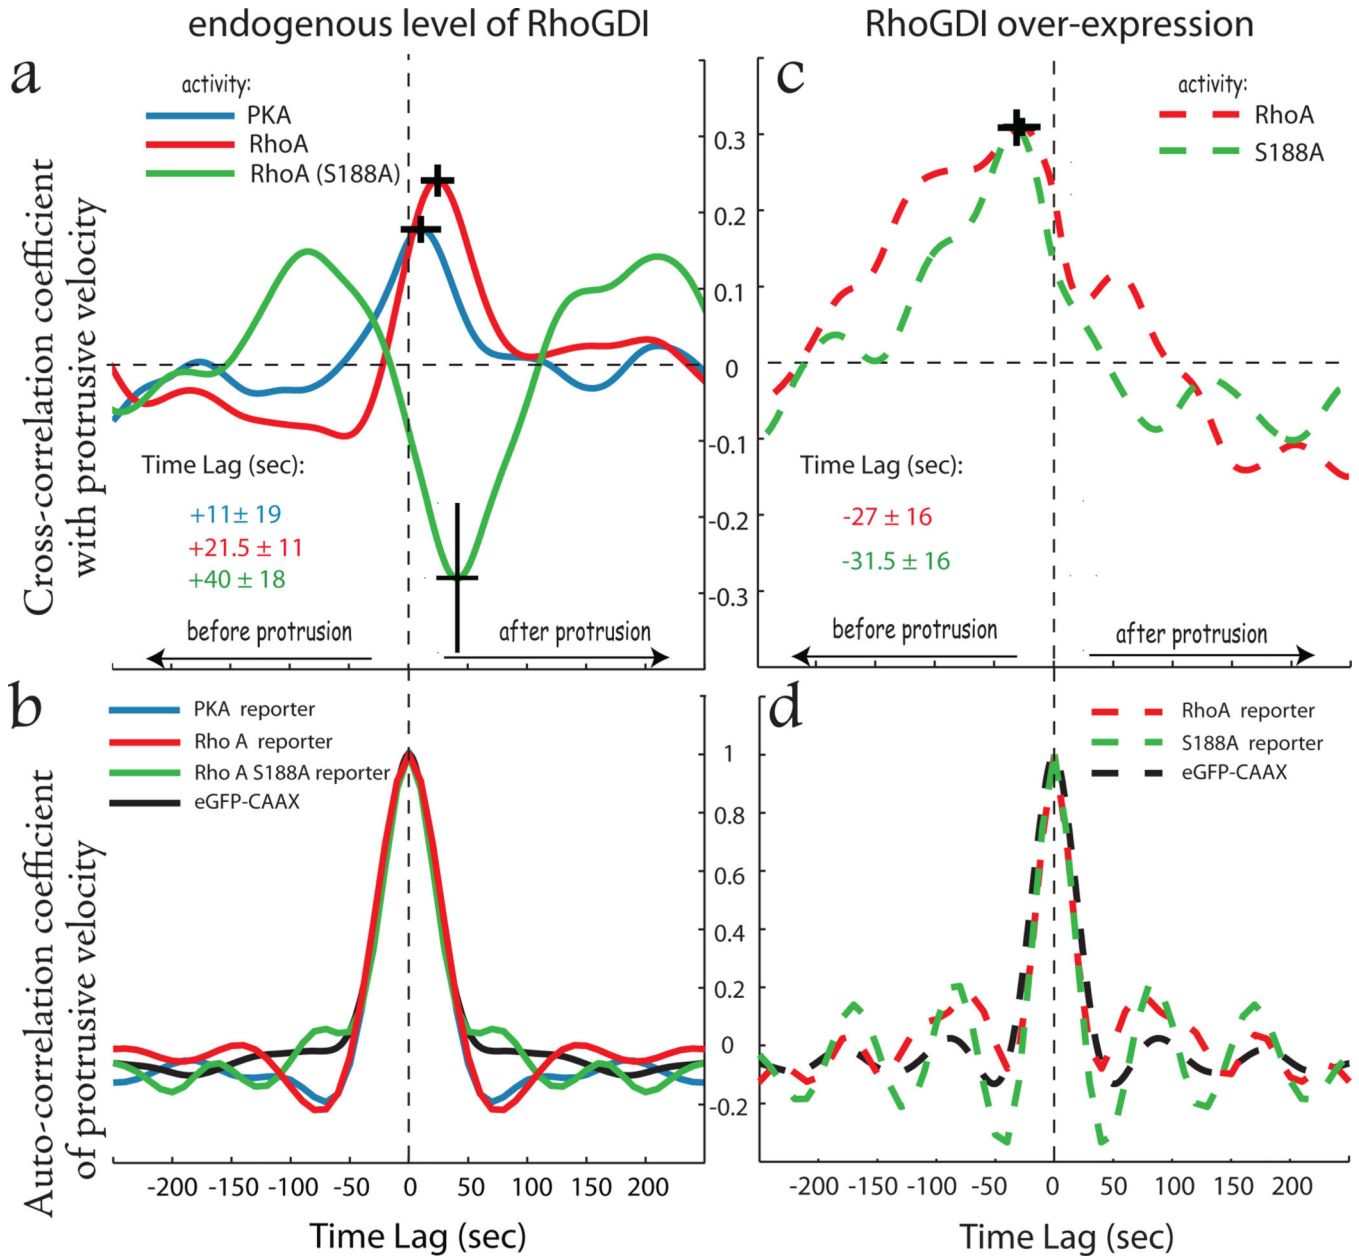 endogenous level of RhoGDI
RhoGDI over-expression
a
activity:
PKA
RhoA
RhoA (S188A)
Cross-correlation coefficient
with protrusive velocity
Time Lag (sec):
+11± 19
+21.5 ± 11
+40 ± 18
before protrusion
after protrusion
0.3
0.2
0.1
0
-0.1
-0.2
-0.3
c
activity:
RhoA
S188A
Time Lag (sec):
-27 ± 16
-31.5 ± 16
before protrusion
after protrusion
b
PKA reporter
Rho A reporter
Rho A S188A reporter
eGFP-CAAX
Auto-correlation coefficient
of protrusive velocity
1
0.8
0.6
0.4
0.2
0
-0.2
-200 -150 -100 -50 0 50 100 150 200
Time Lag (sec)
d
RhoA reporter
S188A reporter
eGFP-CAAX
-200 -150 -100 -50 0 50 100 150 200
Time Lag (sec)